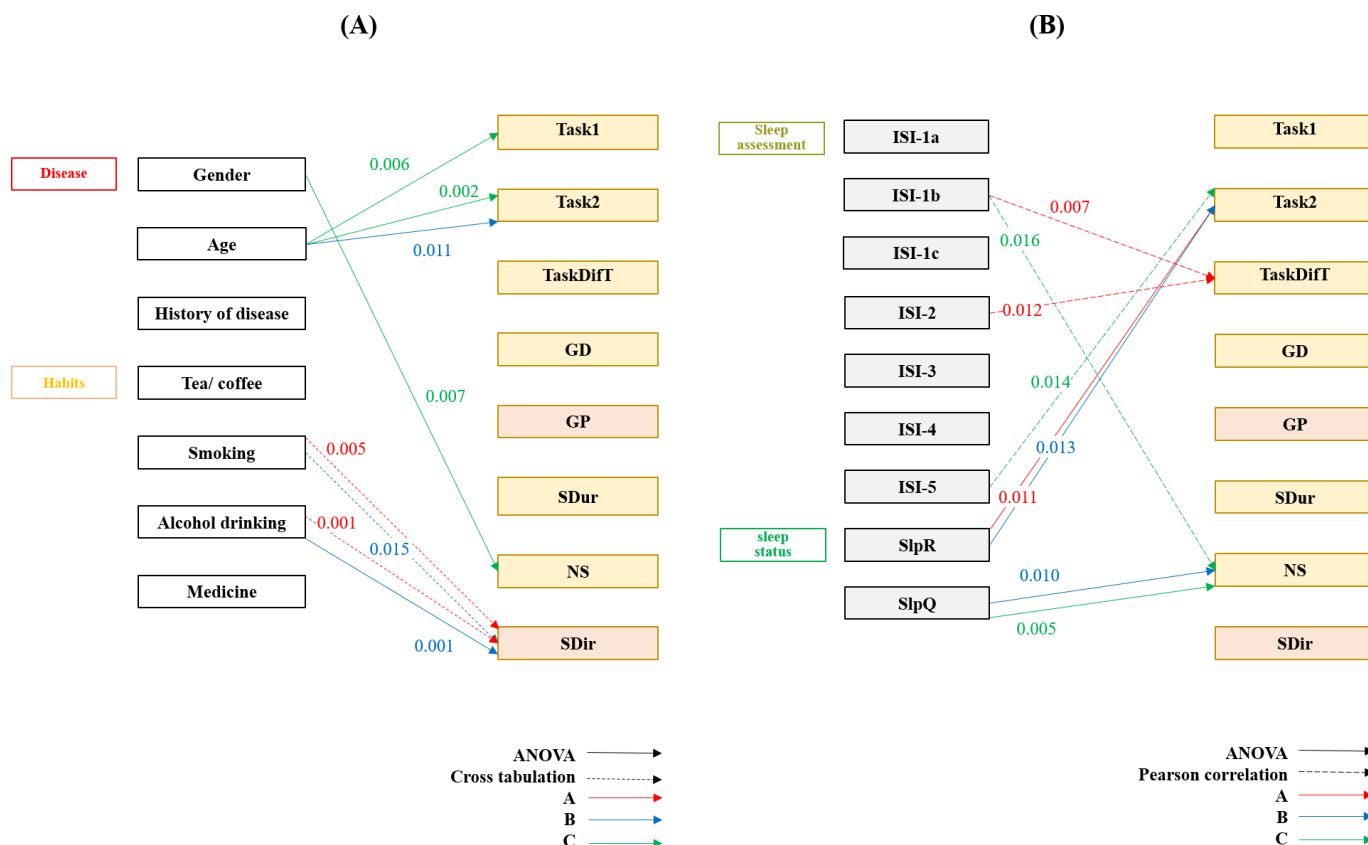 (A)
Disease
Habits
Gender
Age
History of disease
Tea/ coffee
Smoking
Alcohol drinking
Medicine
0.006
0.002
0.011
0.007
0.005
0.001
0.015
0.001
Task1
Task2
TaskDifT
GD
GP
SDur
NS
SDir
ANOVA
Cross tabulation
A
B
C
(B)
Sleep
assessment
sleep
status
ISI-1a
ISI-1b
ISI-1c
ISI-2
ISI-3
ISI-4
ISI-5
SlpR
SlpQ
0.007
0.016
0.012
0.014
0.013
0.011
0.010
0.005
Task1
Task2
TaskDifT
GD
GP
SDur
NS
SDir
ANOVA
Pearson correlation
A
B
C